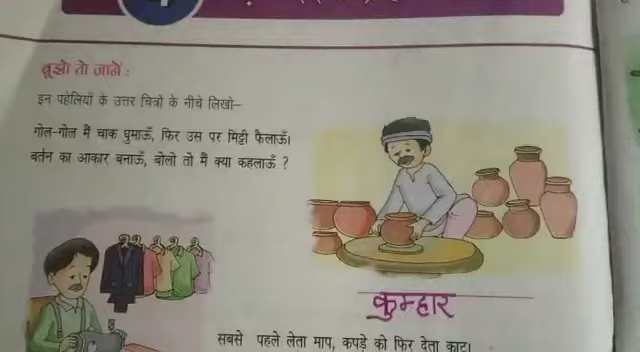 बूझो तो जानें :
इन पहेलियों के उत्तर चित्रों के नीचे लिखो–
गोल-गोल मैं चाक घुमाऊँ, फिर उस पर मिट्टी फैलाऊँ।
बर्तन का आकार बनाऊँ, बोलो तो मैं क्या कहलाऊँ ?
कुम्हार
सबसे पहले लेता माप, कपड़े को फिर देता काट।